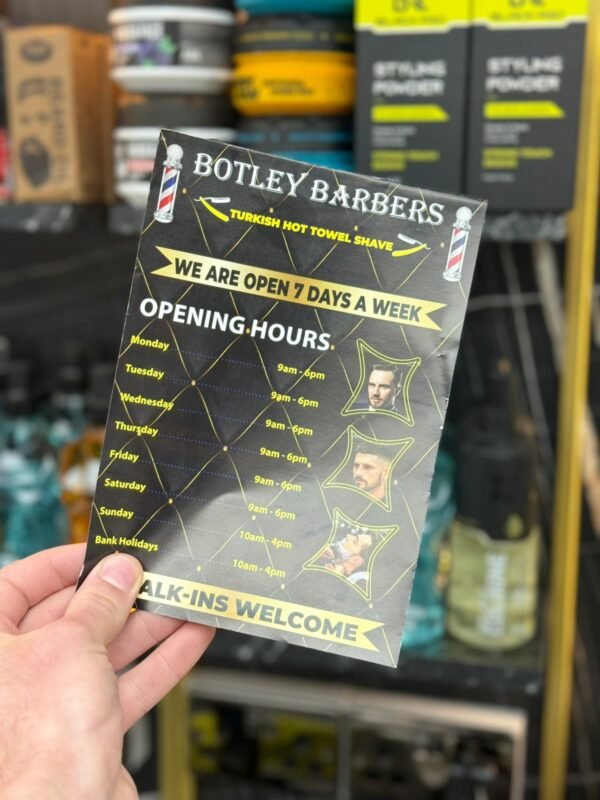 BOTLEY BARBERS
TURKISH HOT TOWEL SHAVE
WE ARE OPEN 7 DAYS A WEEK
OPENING HOURS
Monday 9am - 6pm
Tuesday 9am - 6pm
Wednesday 9am - 6pm
Thursday 9am - 6pm
Friday 9am - 6pm
Saturday 9am - 6pm
Sunday 10am - 4pm
Bank Holidays 10am - 4pm
ALK-INS WELCOME
STYLING POWDER
STYLING POWDER